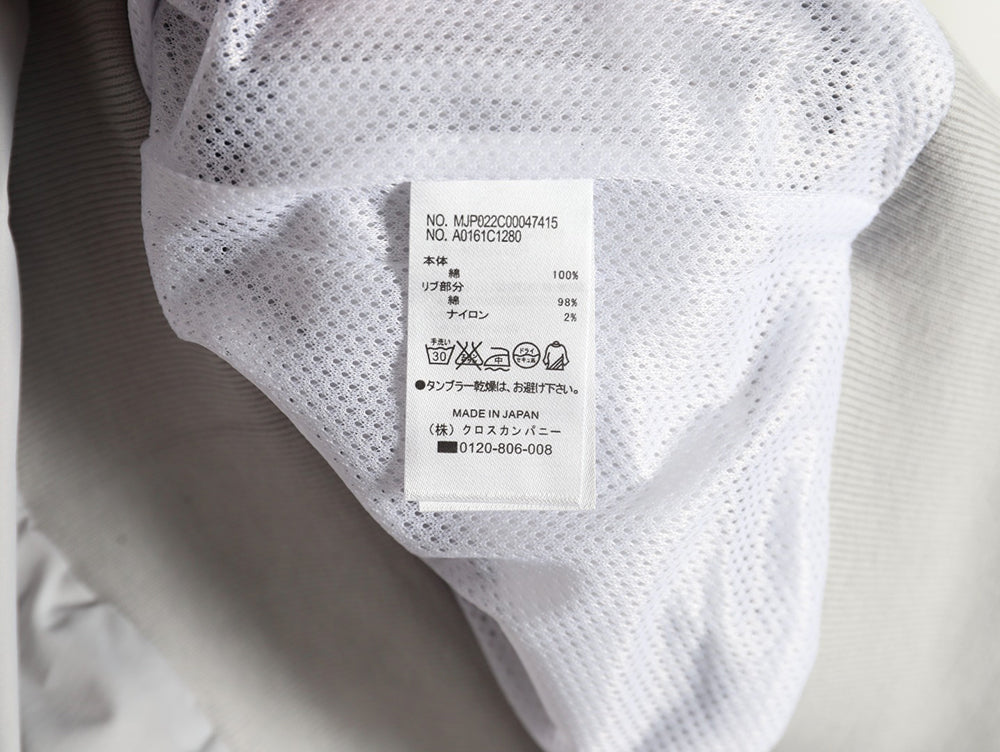 NO. MJP022C00047415
NO. A0161C1280
本体
綿 100%
リブ部分
綿 98%
ナイロン 2%
手洗い 30 中 ドライ セキユ系
●タンブラー乾燥は、お避け下さい。
MADE IN JAPAN
(株) クロスカンパニー
0120-806-008